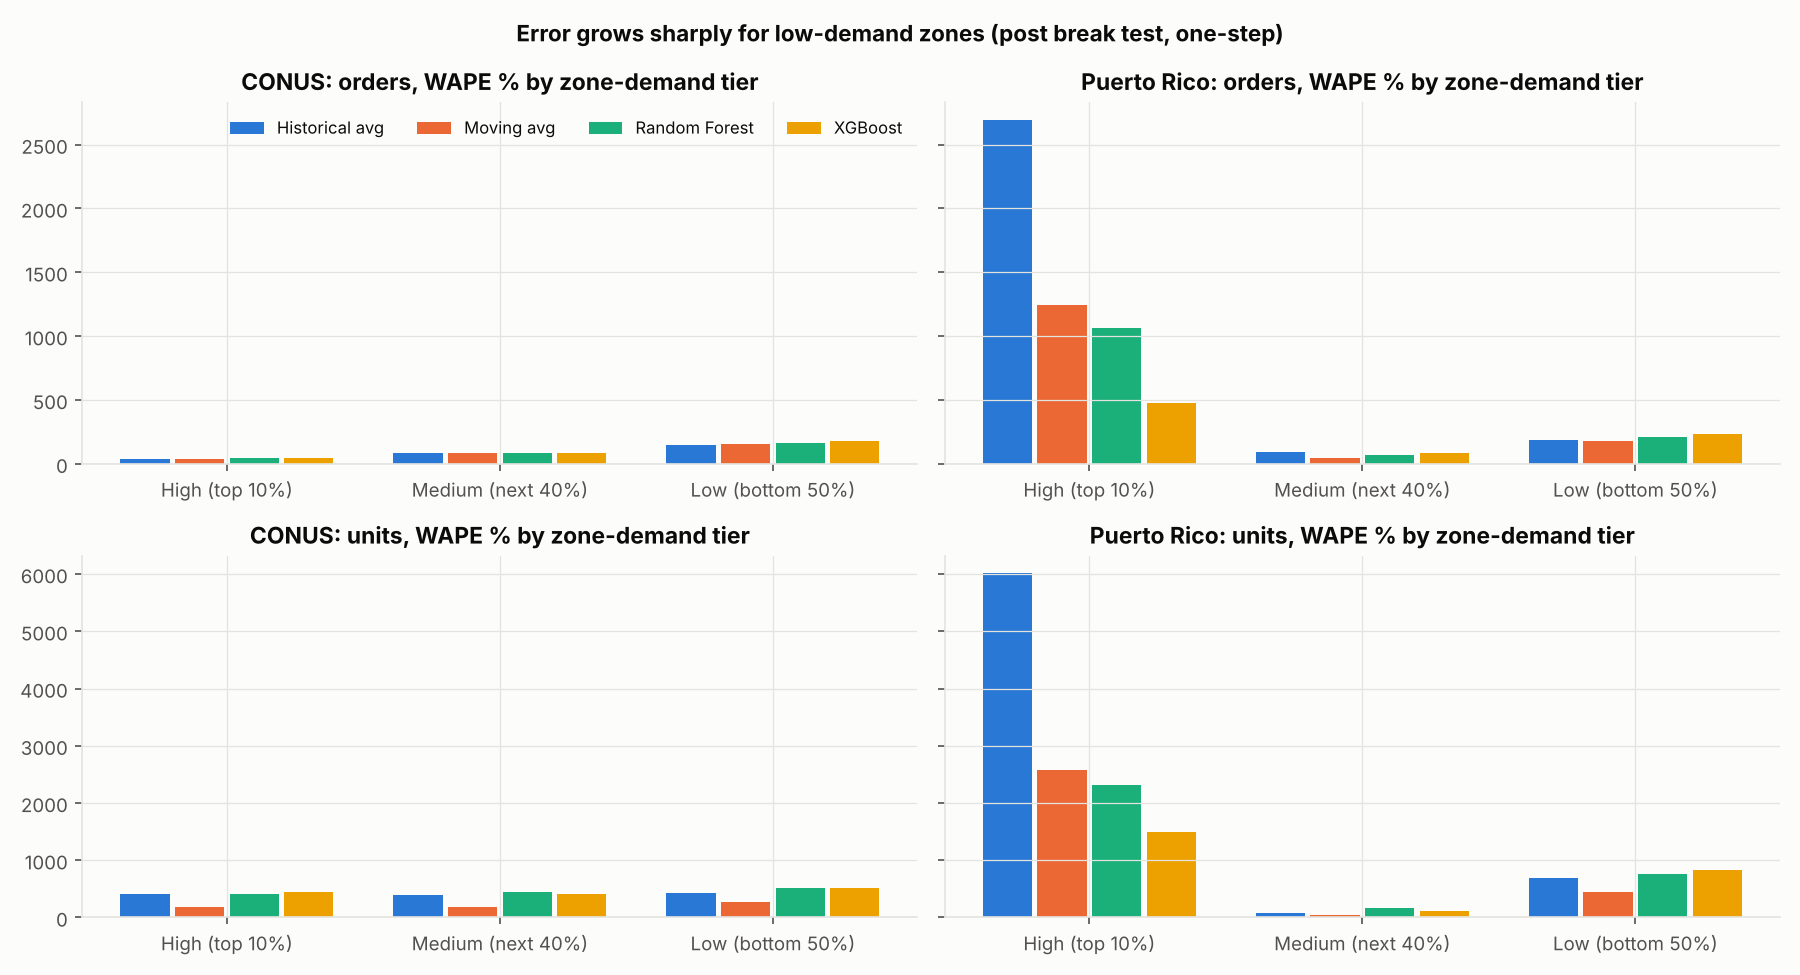 Error grows sharply for low-demand zones (post break test, one-step)
CONUS: orders, WAPE % by zone-demand tier
Historical avg Moving avg Random Forest XGBoost
2500
2000
1500
1000
500
0
High (top 10%) Medium (next 40%) Low (bottom 50%)
Puerto Rico: orders, WAPE % by zone-demand tier
High (top 10%) Medium (next 40%) Low (bottom 50%)
CONUS: units, WAPE % by zone-demand tier
6000
5000
4000
3000
2000
1000
0
High (top 10%) Medium (next 40%) Low (bottom 50%)
Puerto Rico: units, WAPE % by zone-demand tier
High (top 10%) Medium (next 40%) Low (bottom 50%)